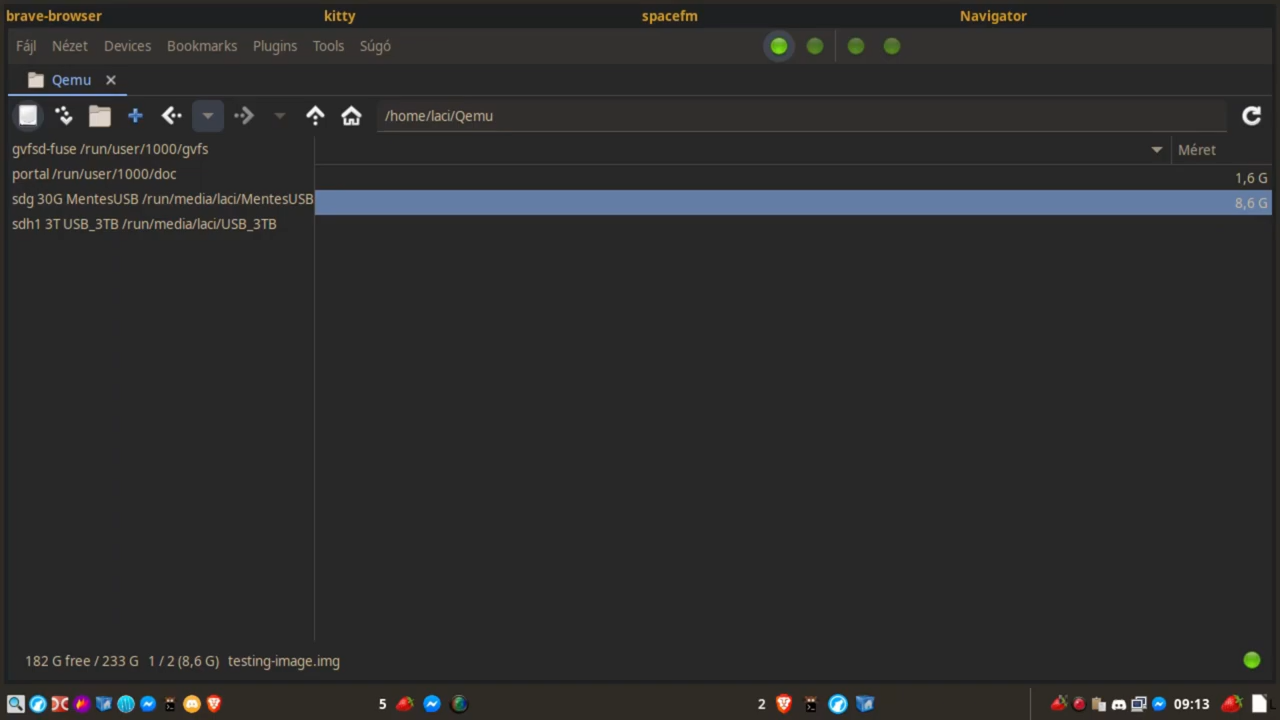 brave-browser kitty spacefm Navigator
Fájl Nézet Devices Bookmarks Plugins Tools Súgó
Qemu
/home/laci/Qemu
gvfsd-fuse /run/user/1000/gvfs
portal /run/user/1000/doc
sdg 30G MentesUSB /run/media/laci/MentesUSB
sdh1 3T USB_3TB /run/media/laci/USB_3TB
Méret
1,6 G
8,6 G
182 G free / 233 G 1 / 2 (8,6 G) testing-image.img
5 2 09:13